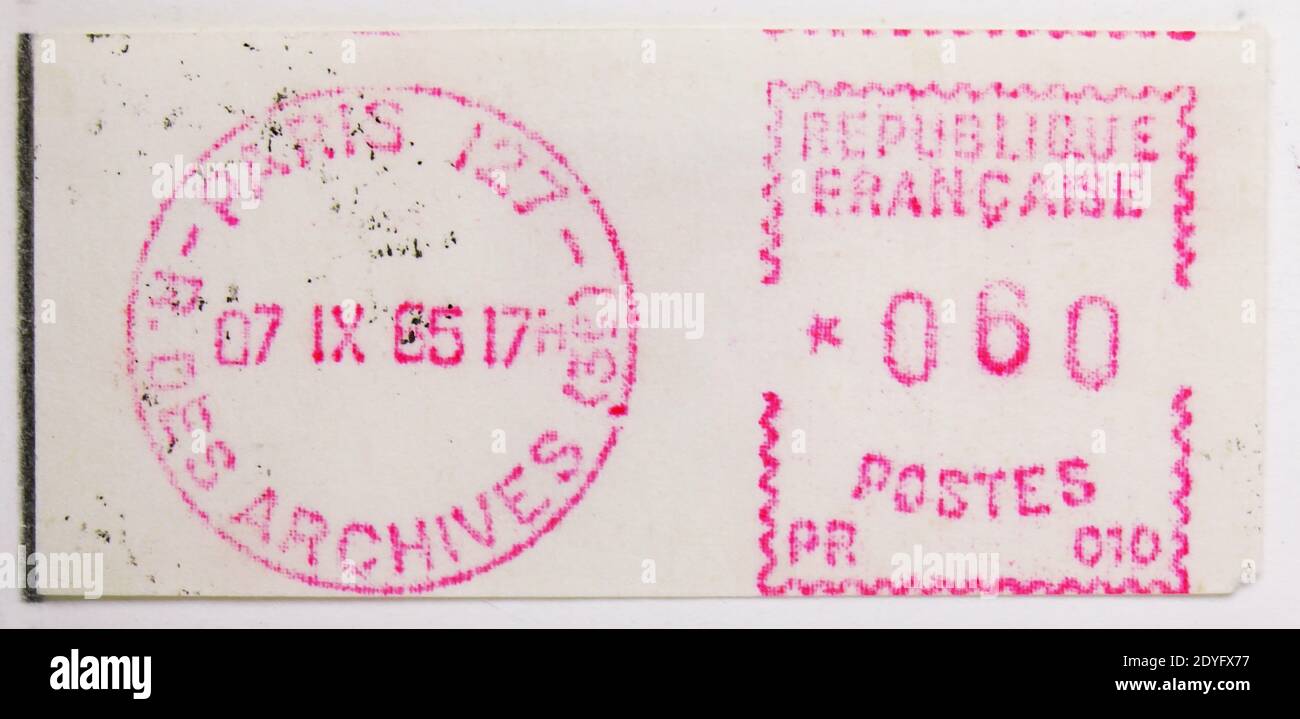 PARIS 127
07 IX 65 17H
R. DES ARCHIVES (3e)
REPUBLIQUE
FRANÇAISE
* 060
POSTES
PR 010
alamy
Image ID: 2DYFX77
www.alamy.com